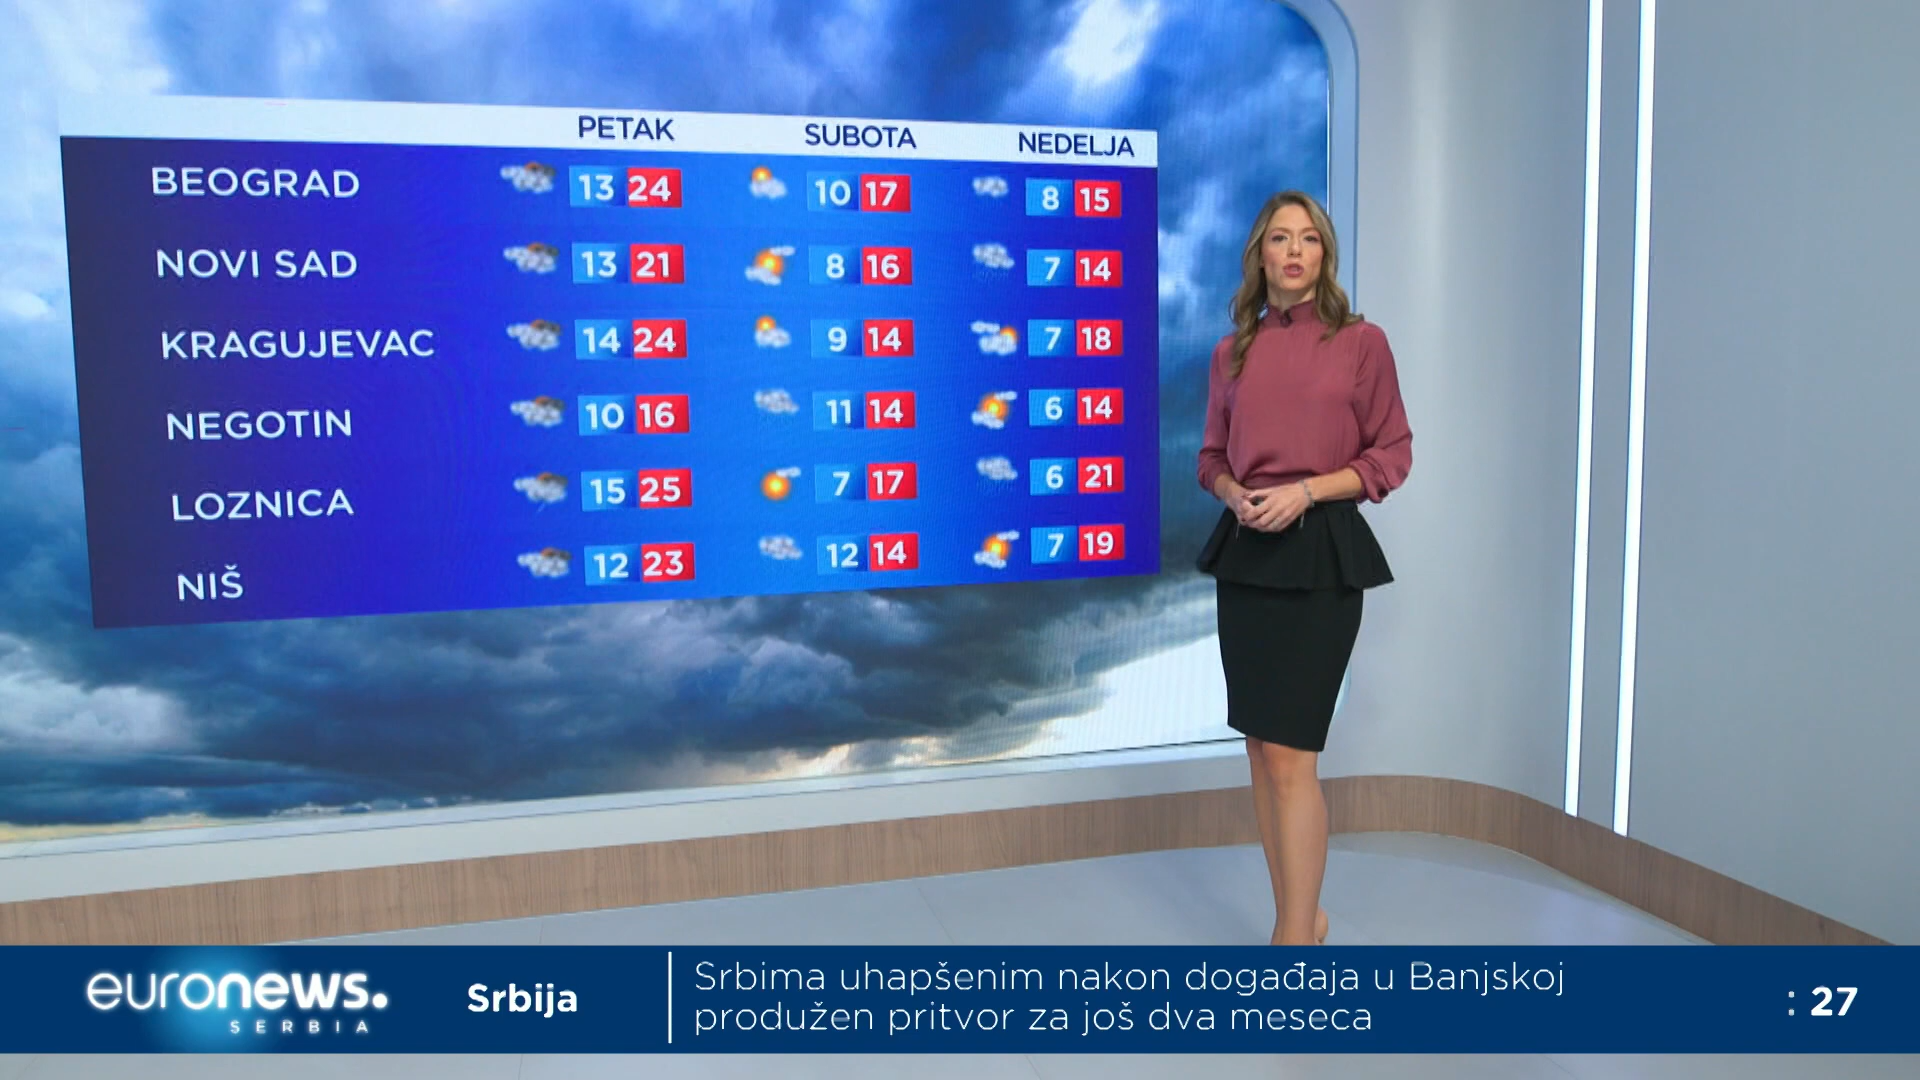 PETAK SUBOTA NEDELJA
BEOGRAD 13 24 10 17 8 15
NOVI SAD 13 21 8 16 7 14
KRAGUJEVAC 14 24 9 14 7 18
NEGOTIN 10 16 11 14 6 14
LOZNICA 15 25 7 17 6 21
NIŠ 12 23 12 14 7 19
euronews.
SERBIA
Srbija
Srbima uhapšenim nakon događaja u Banjskoj
produžen pritvor za još dva meseca
: 27